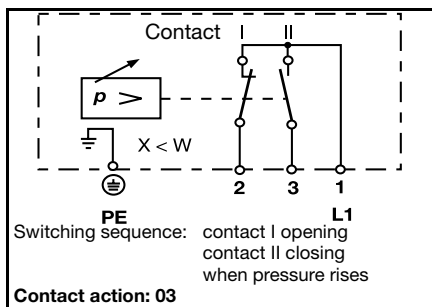 Contact I II
p >
X < W
2 3 1
PE L1
Switching sequence: contact I opening
contact II closing
when pressure rises
Contact action: 03